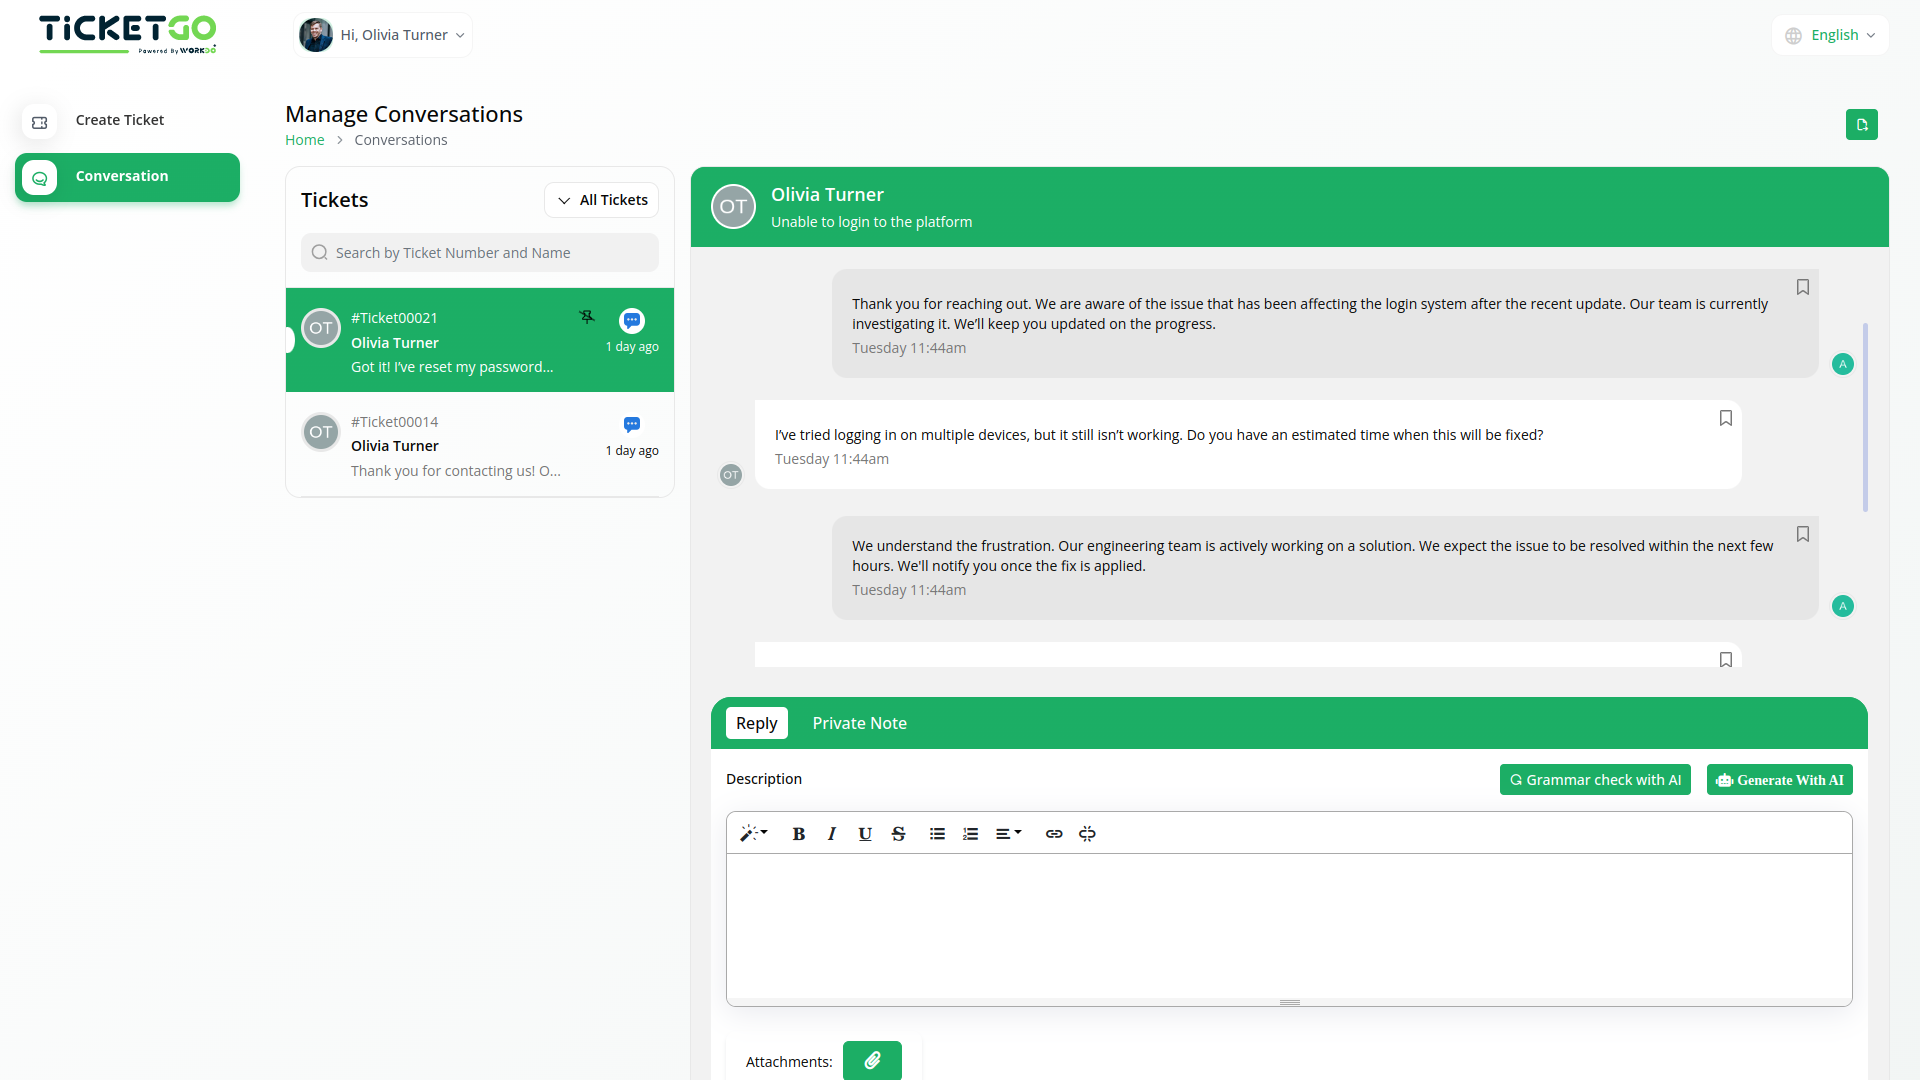 TiCKETGO
Powered By WORKDO
Hi, Olivia Turner
English
Create Ticket
Conversation
Manage Conversations
Home > Conversations
Tickets
All Tickets
Search by Ticket Number and Name
OT
#Ticket00021
Olivia Turner
Got it! I’ve reset my password...
1 day ago
OT
#Ticket00014
Olivia Turner
Thank you for contacting us! O...
1 day ago
OT
Olivia Turner
Unable to login to the platform
Thank you for reaching out. We are aware of the issue that has been affecting the login system after the recent update. Our team is currently
investigating it. We’ll keep you updated on the progress.
Tuesday 11:44am
A
I’ve tried logging in on multiple devices, but it still isn’t working. Do you have an estimated time when this will be fixed?
Tuesday 11:44am
OT
We understand the frustration. Our engineering team is actively working on a solution. We expect the issue to be resolved within the next few
hours. We'll notify you once the fix is applied.
Tuesday 11:44am
A
Reply
Private Note
Description
Grammar check with AI
Generate With AI
B I U S
Attachments: